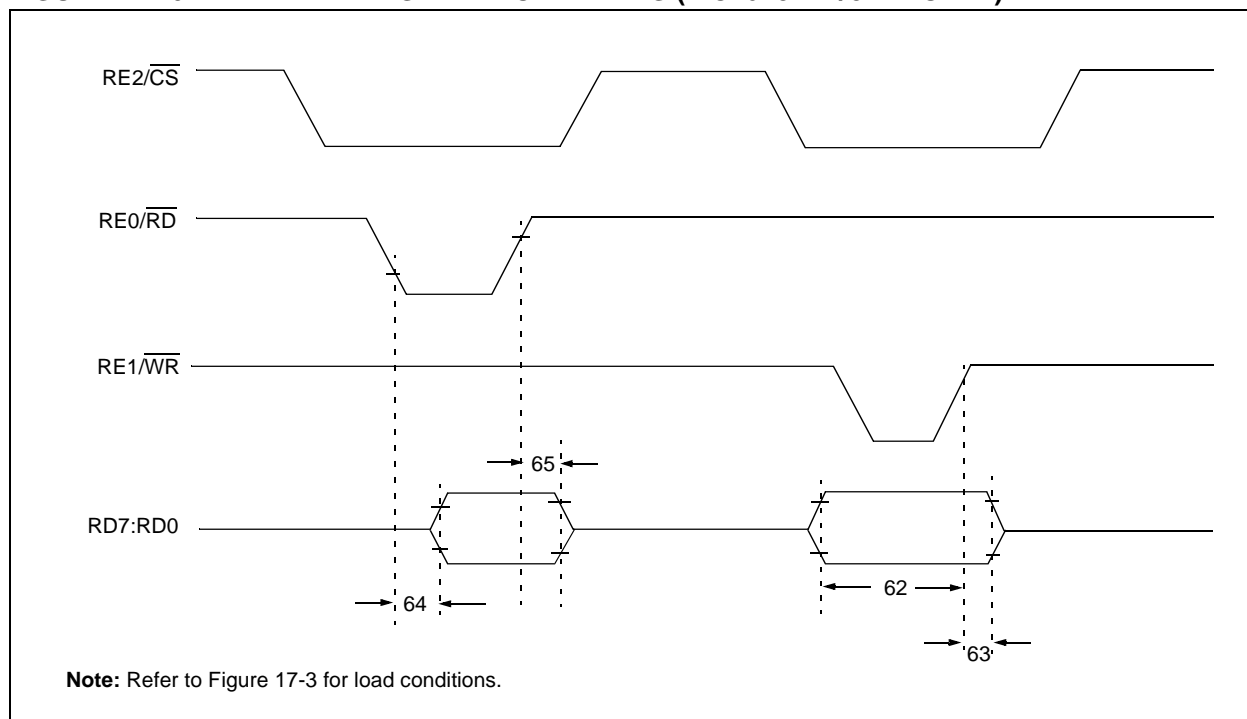 RE2/CS
RE0/RD
RE1/WR
65
RD7:RD0
62
64
63
Note: Refer to Figure 17-3 for load conditions.